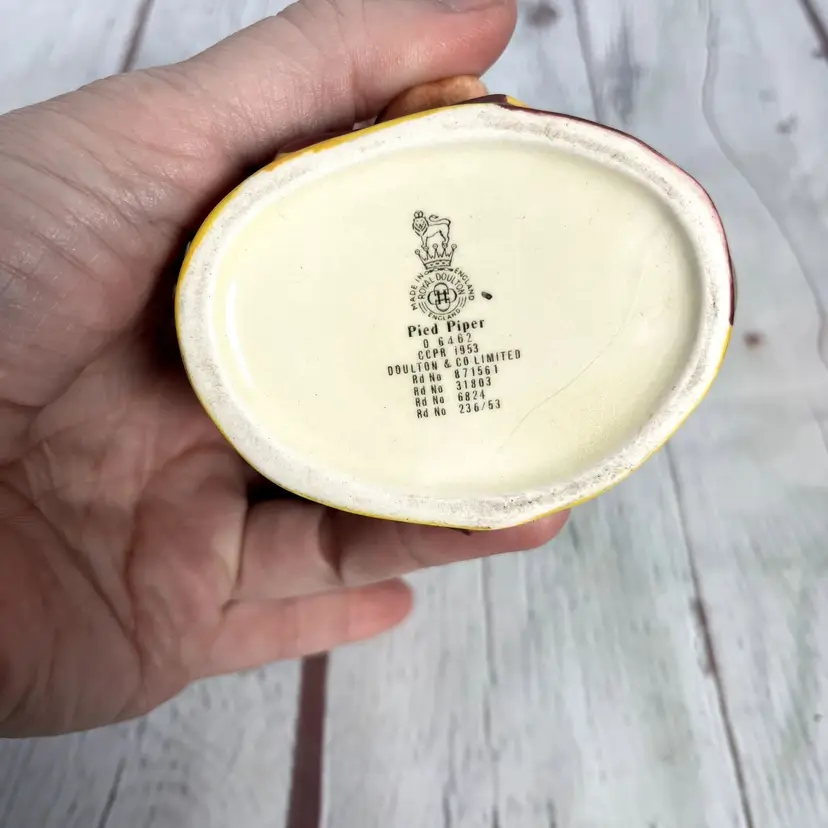 MADE IN ENGLAND
ROYAL DOULTON
ENGLAND
Pied Piper
D 6462
COPR 1953
DOULTON & CO LIMITED
Rd No 871561
Rd No 31803
Rd No 6824
Rd No 236/53